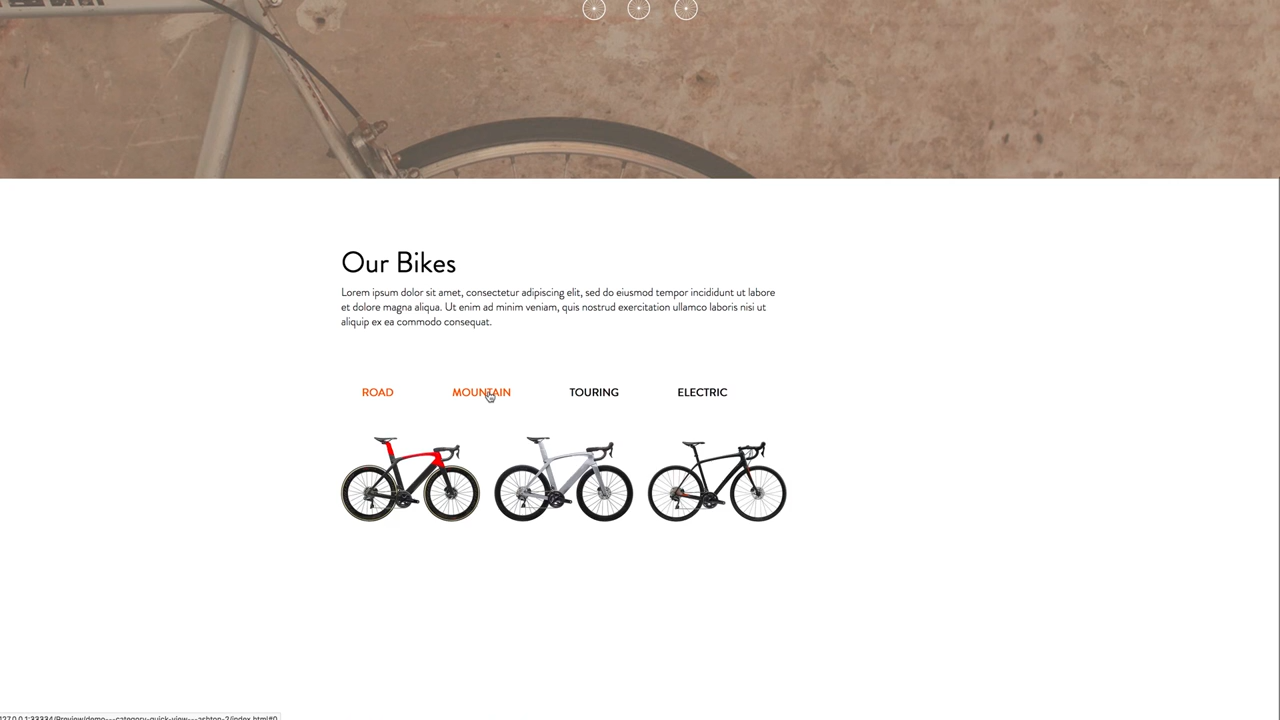 Our Bikes
Lorem ipsum dolor sit amet, consectetur adipiscing elit, sed do eiusmod tempor incididunt ut labore
et dolore magna aliqua. Ut enim ad minim veniam, quis nostrud exercitation ullamco laboris nisi ut
aliquip ex ea commodo consequat.
ROAD MOUNTAIN TOURING ELECTRIC